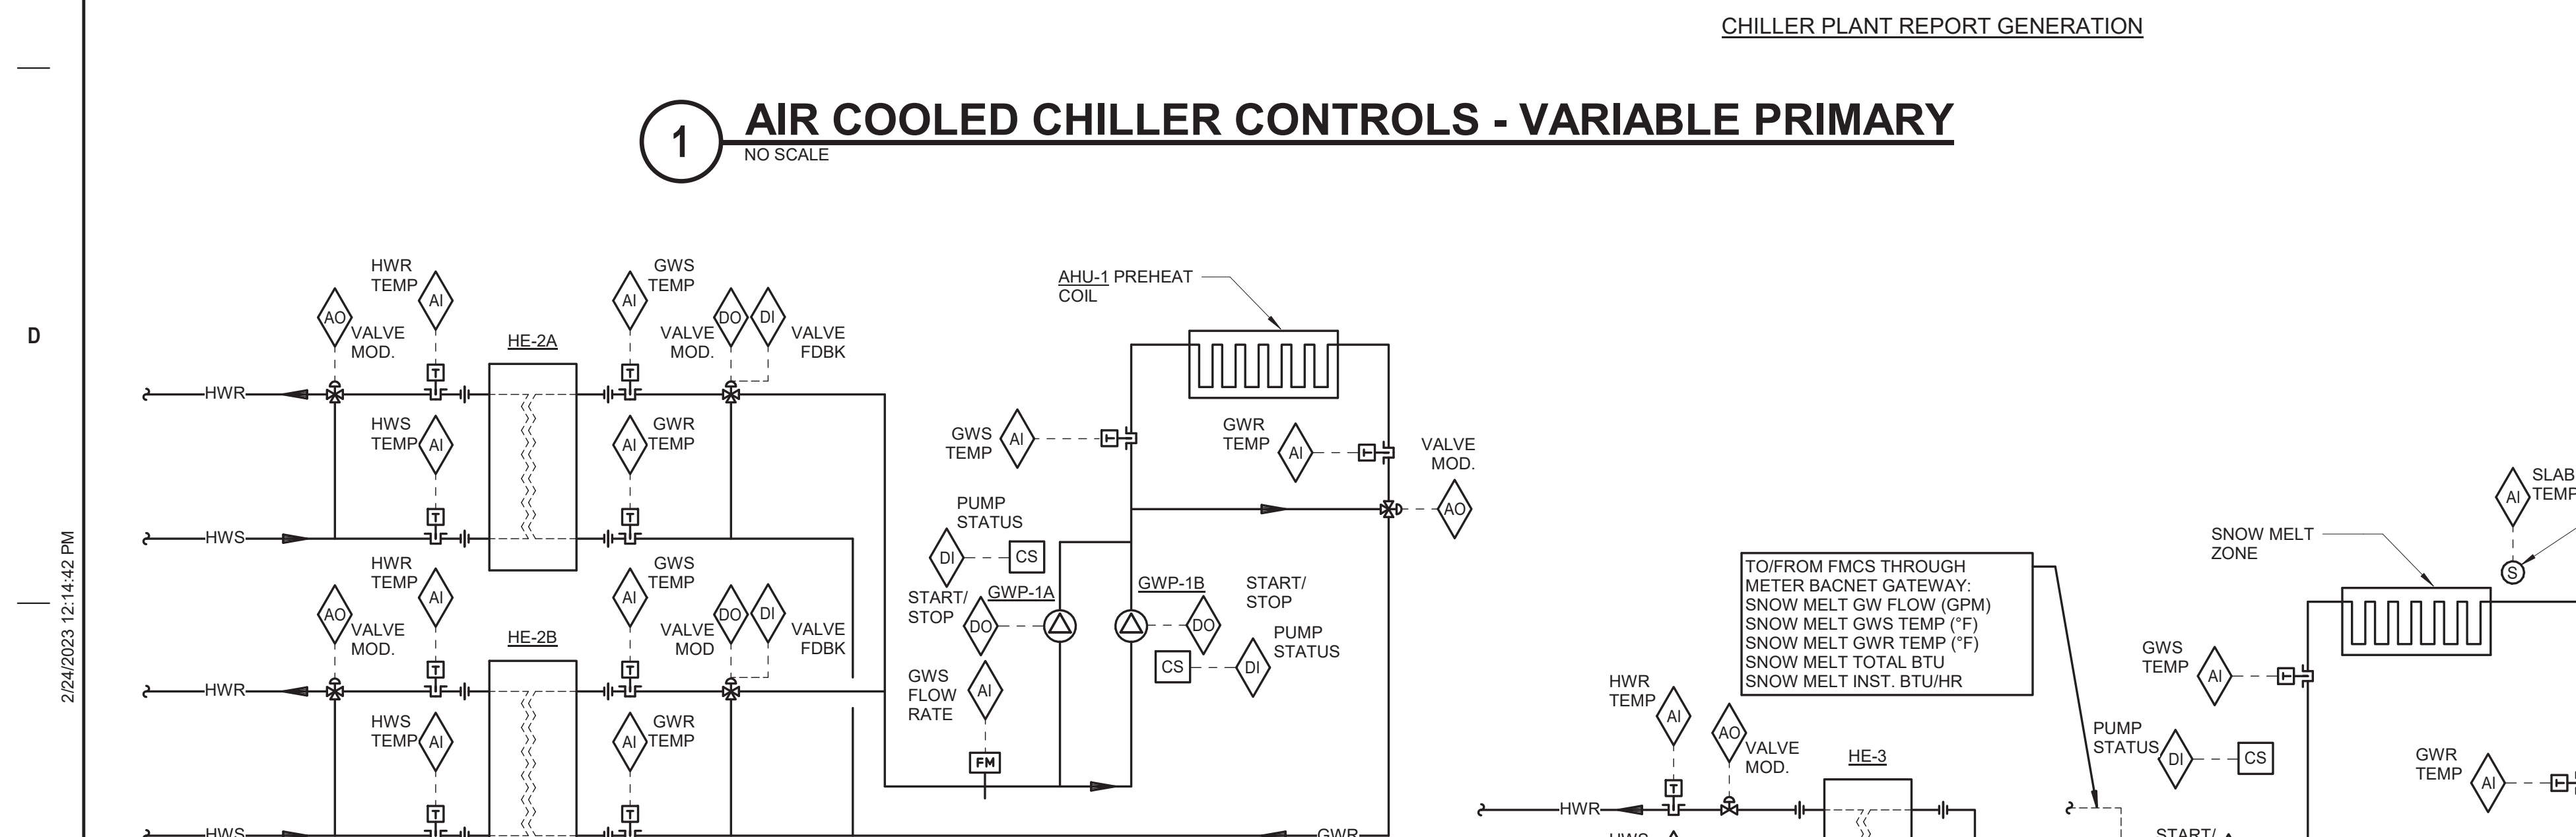 CHILLER PLANT REPORT GENERATION
1
AIR COOLED CHILLER CONTROLS - VARIABLE PRIMARY
NO SCALE
D
2/24/2023 12:14:42 PM
HWR
TEMP
AI
AO
VALVE
MOD.
HE-2A
GWS
TEMP
AI
VALVE
MOD.
DO
DI
VALVE
FDBK
HWR
T
T
HWS
TEMP
AI
GWR
TEMP
AI
HWS
T
T
HWR
TEMP
AI
AO
VALVE
MOD.
HE-2B
GWS
TEMP
AI
VALVE
MOD
DO
DI
VALVE
FDBK
HWR
T
T
HWS
TEMP
AI
GWR
TEMP
AI
HWS
T
T
AHU-1 PREHEAT
COIL
GWS
TEMP
AI
T
GWR
TEMP
AI
T
VALVE
MOD.
AO
PUMP
STATUS
DI
CS
START/
STOP
GWP-1A
DO
GWP-1B
START/
STOP
DO
PUMP
STATUS
CS
DI
GWS
FLOW
RATE
AI
FM
GWR
TO/FROM FMCS THROUGH
METER BACNET GATEWAY:
SNOW MELT GW FLOW (GPM)
SNOW MELT GWS TEMP (°F)
SNOW MELT GWR TEMP (°F)
SNOW MELT TOTAL BTU
SNOW MELT INST. BTU/HR
HWR
TEMP
AI
AO
VALVE
MOD.
HE-3
HWR
T
HWS
SNOW MELT
ZONE
AI
SLAB
TEMP
S
GWS
TEMP
AI
T
PUMP
STATUS
DI
CS
GWR
TEMP
AI
T
START/